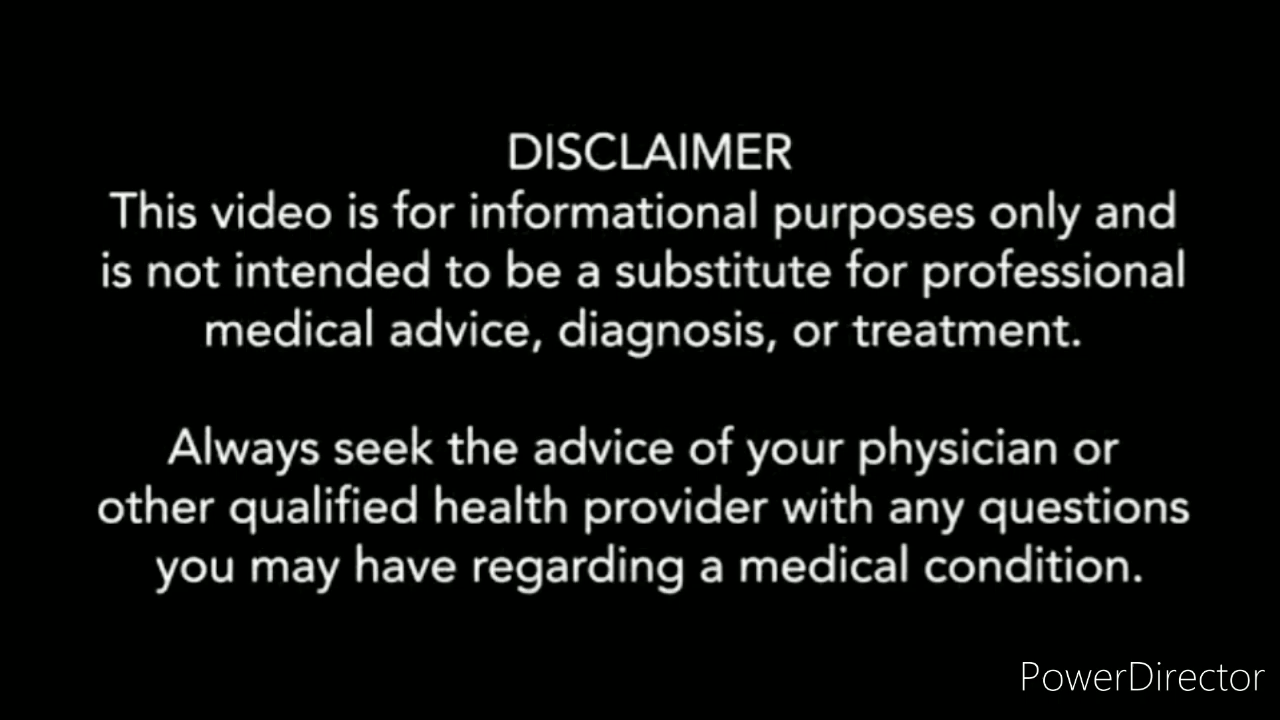 DISCLAIMER
This video is for informational purposes only and
is not intended to be a substitute for professional
medical advice, diagnosis, or treatment.
Always seek the advice of your physician or
other qualified health provider with any questions
you may have regarding a medical condition.
PowerDirector